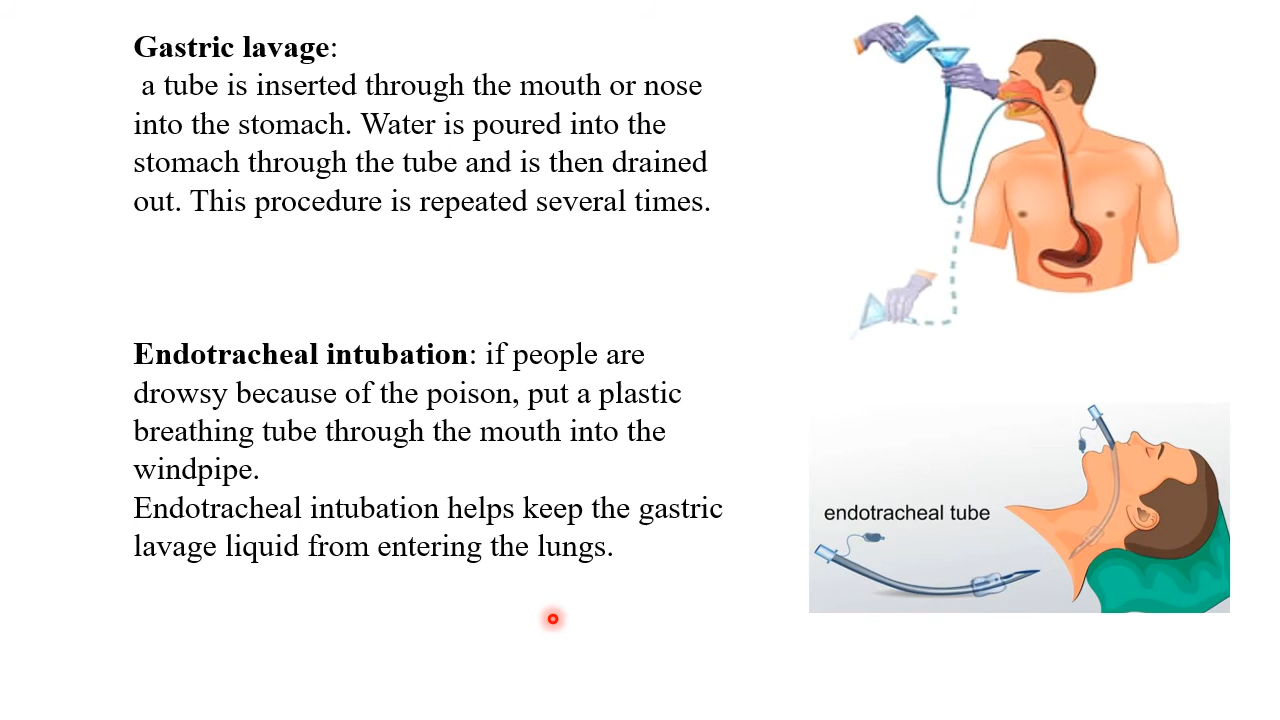 Gastric lavage:
a tube is inserted through the mouth or nose
into the stomach. Water is poured into the
stomach through the tube and is then drained
out. This procedure is repeated several times.
Endotracheal intubation: if people are
drowsy because of the poison, put a plastic
breathing tube through the mouth into the
windpipe.
Endotracheal intubation helps keep the gastric
lavage liquid from entering the lungs.
endotracheal tube